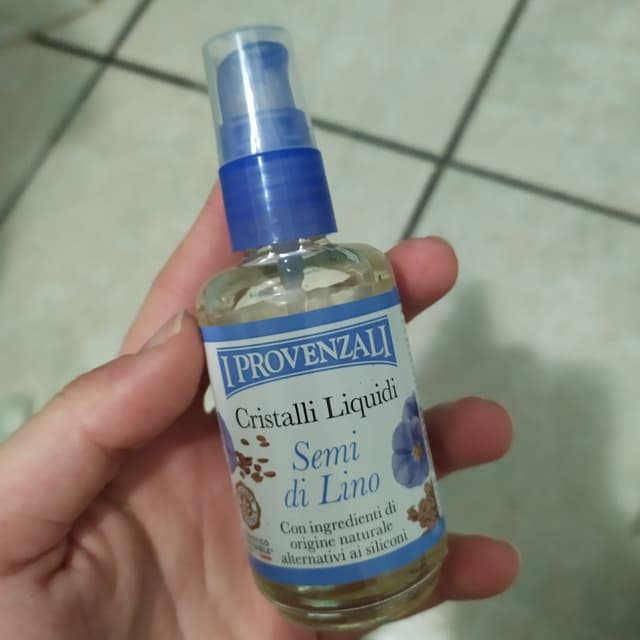 I PROVENZALI
Cristalli Liquidi
Semi
di Lino
Con ingredienti di
origine naturale
alternativi ai siliconi